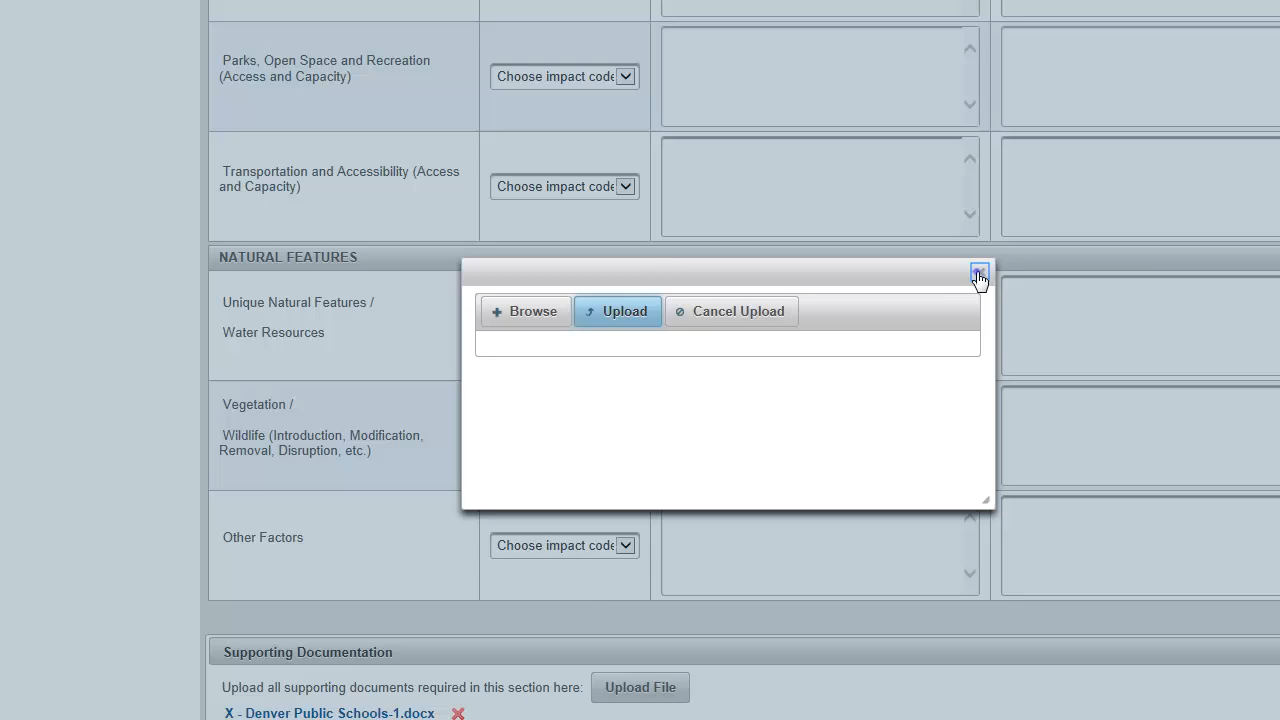 Parks, Open Space and Recreation
(Access and Capacity)
Choose impact code
Transportation and Accessibility (Access
and Capacity)
Choose impact code
NATURAL FEATURES
Unique Natural Features /
Water Resources
Browse
Upload
Cancel Upload
Vegetation /
Wildlife (Introduction, Modification,
Removal, Disruption, etc.)
Other Factors
Choose impact code
Supporting Documentation
Upload all supporting documents required in this section here:
Upload File
X - Denver Public Schools-1.docx